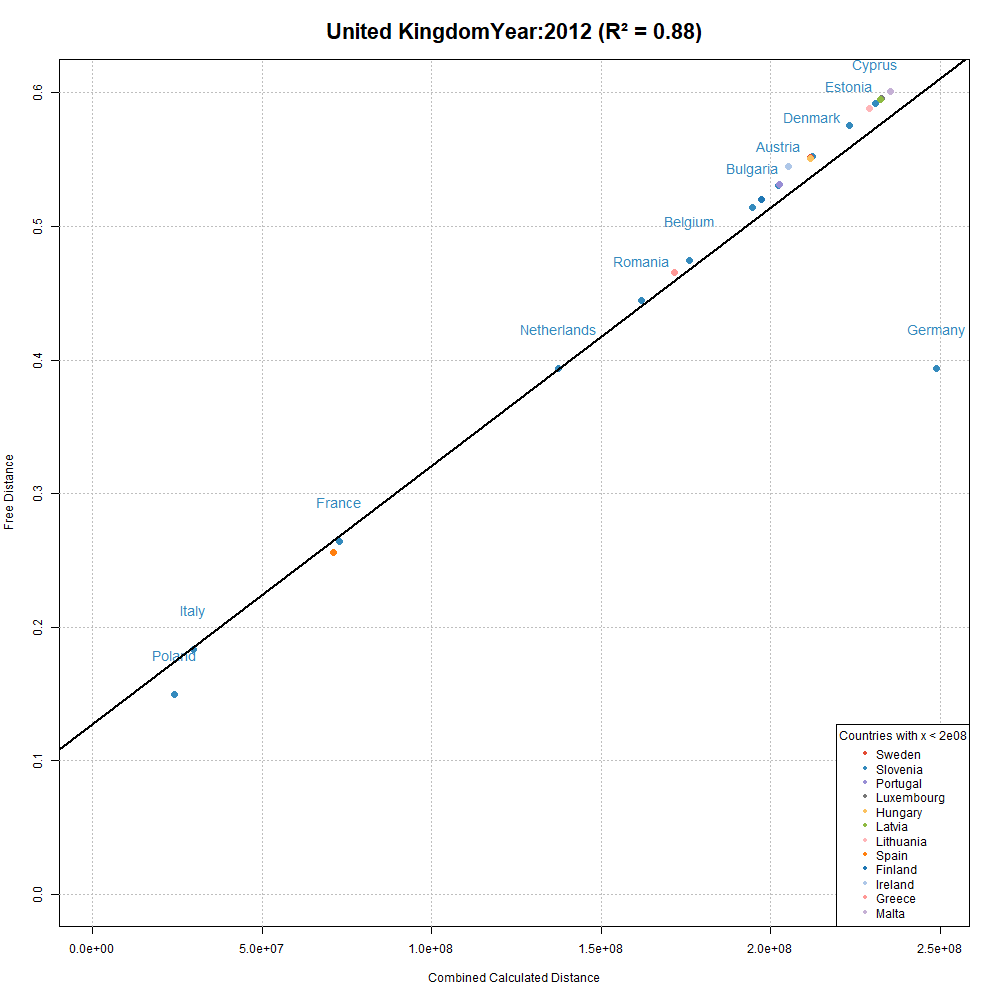 United KingdomYear:2012 (R² = 0.88)
Cyprus
Estonia
Denmark
Austria
Bulgaria
Belgium
Romania
Netherlands
Germany
France
Italy
Poland
0.6
0.5
0.4
0.3
0.2
0.1
0.0
Free Distance
Countries with x < 2e08
Sweden
Slovenia
Portugal
Luxembourg
Hungary
Latvia
Lithuania
Spain
Finland
Ireland
Greece
Malta
0.0e+00 5.0e+07 1.0e+08 1.5e+08 2.0e+08 2.5e+08
Combined Calculated Distance